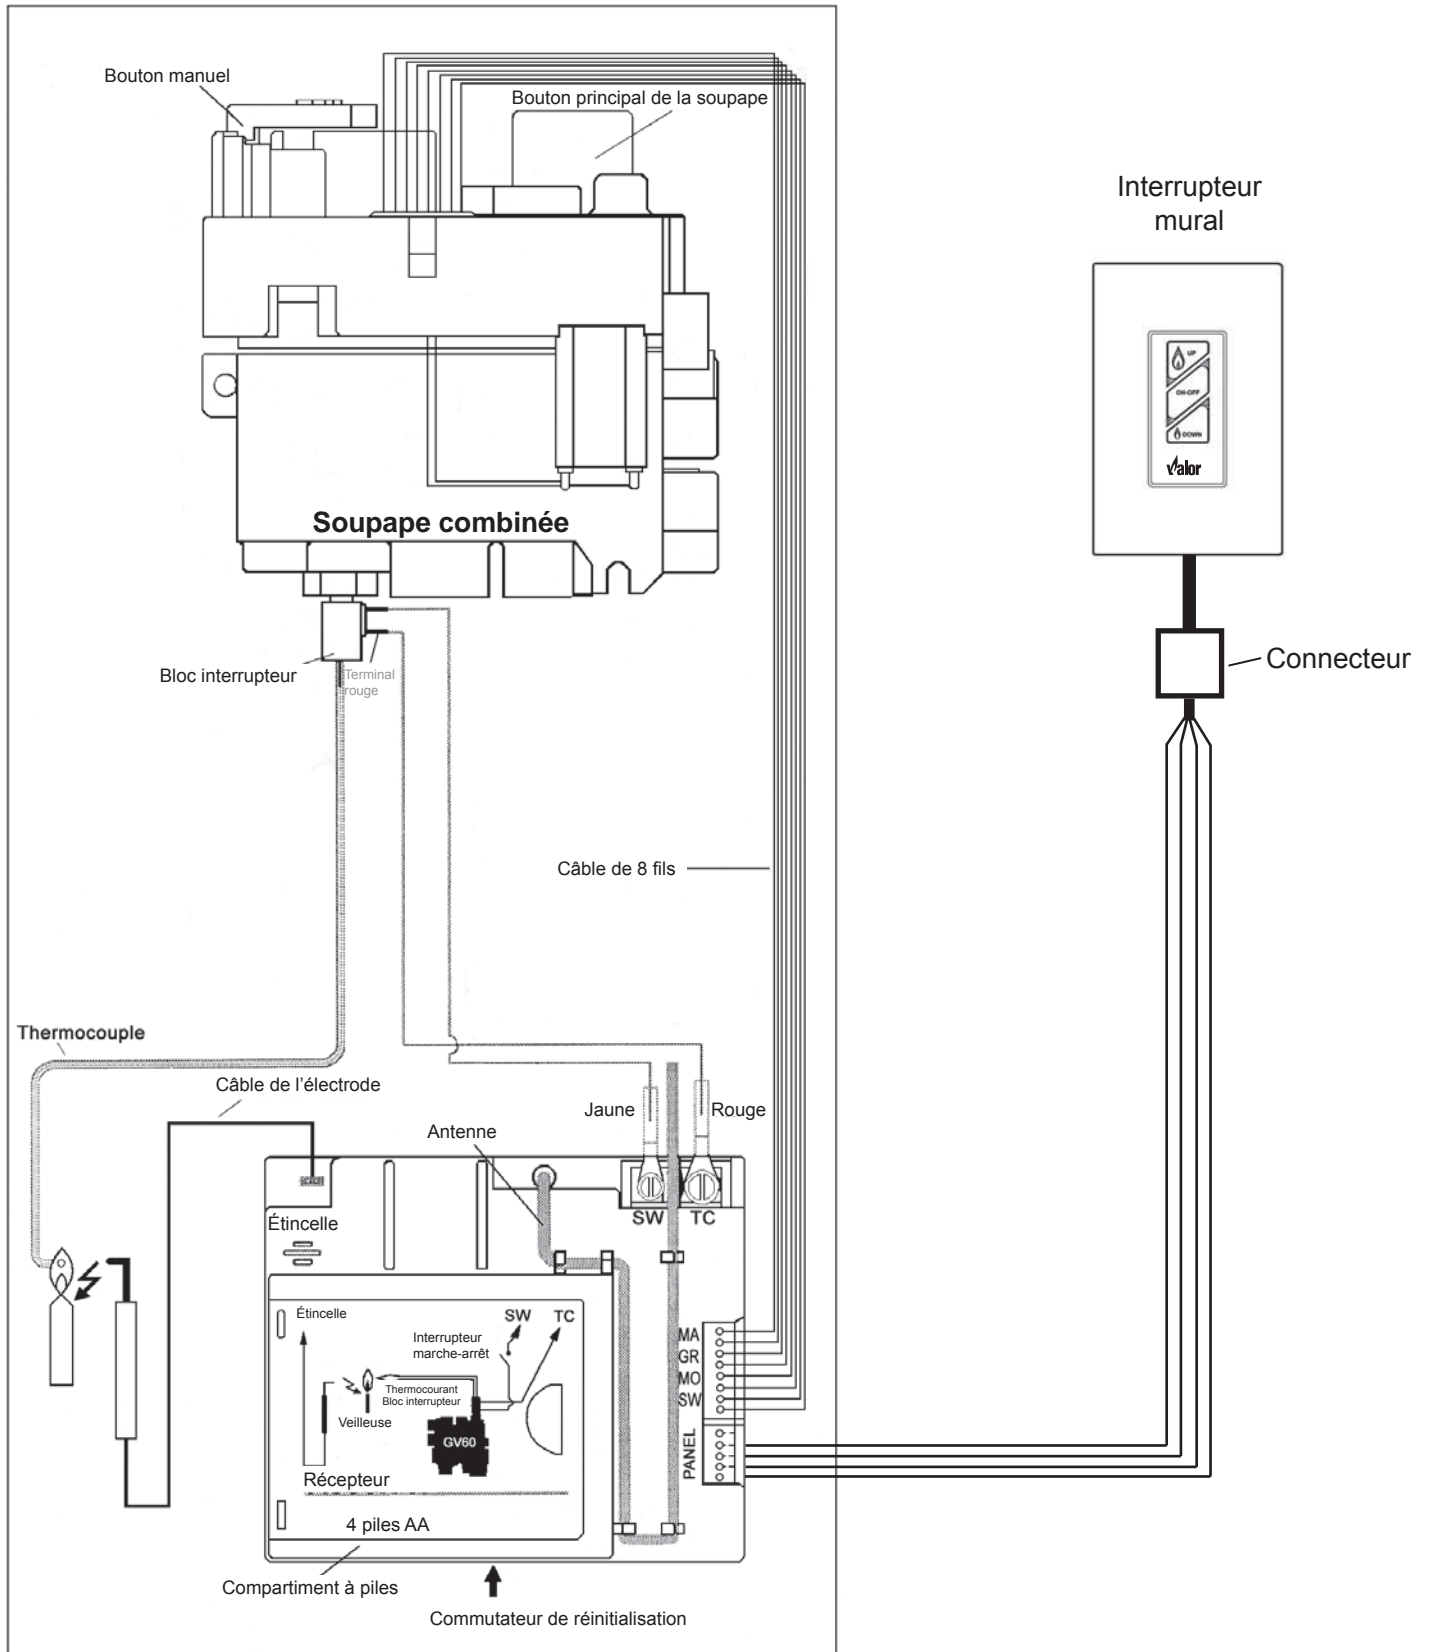 Bouton manuel
Bouton principal de la soupape
Interrupteur
mural
UP
ON-OFF
DOWN
Valor
Soupape combinée
Bloc interrupteur
Terminal
rouge
Connecteur
Câble de 8 fils
Thermocouple
Câble de l'électrode
Jaune
Rouge
Antenne
Étincelle
SW
TC
Étincelle
SW
TC
Interrupteur
marche-arrêt
Thermocourant
Bloc interrupteur
Veilleuse
GV60
MA
GR
MO
SW
PANEL
Récepteur
4 piles AA
Compartiment à piles
Commutateur de réinitialisation